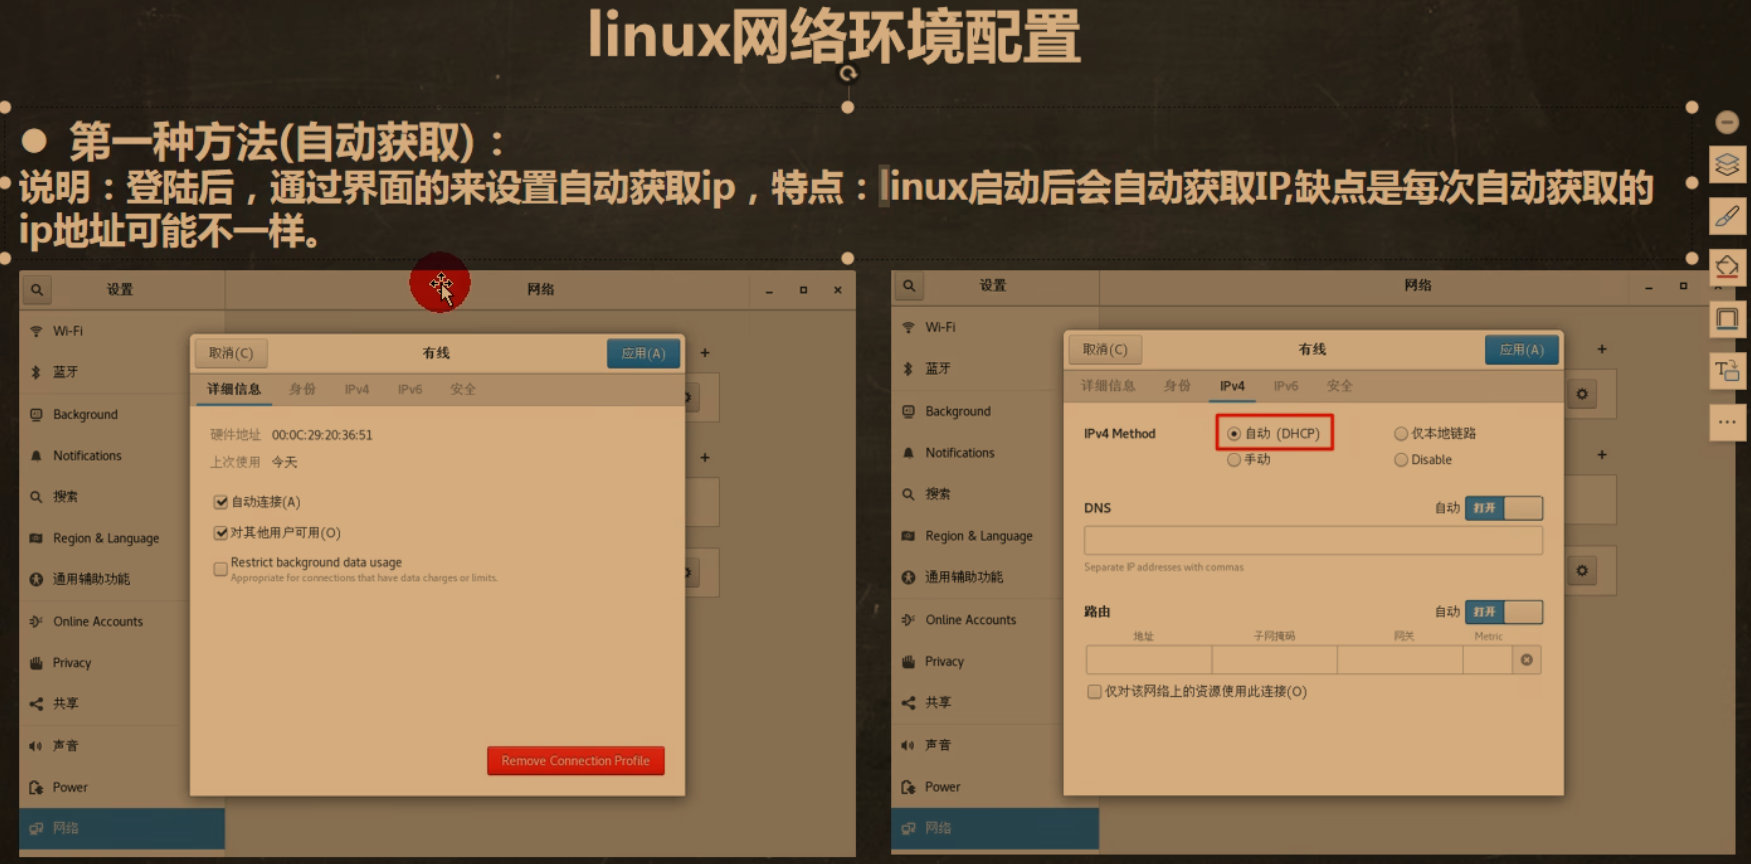 linux网络环境配置
● 第一种方法(自动获取)：
说明：登陆后，通过界面的来设置自动获取ip，特点：linux启动后会自动获取IP,缺点是每次自动获取的
ip地址可能不一样。
设置
网络
Wi-Fi
蓝牙
Background
Notifications
搜索
Region & Language
通用辅助功能
Online Accounts
Privacy
共享
声音
Power
网络
取消(C)
有线
应用(A)
详细信息 身份 IPv4 IPv6 安全
硬件地址 00:0C:29:20:36:51
上次使用 今天
自动连接(A)
对其他用户可用(O)
Restrict background data usage
Appropriate for connections that have data charges or limits.
Remove Connection Profile
设置
网络
Wi-Fi
蓝牙
Background
Notifications
搜索
Region & Language
通用辅助功能
Online Accounts
Privacy
共享
声音
Power
网络
取消(C)
有线
应用(A)
详细信息 身份 IPv4 IPv6 安全
IPv4 Method 自动 (DHCP) 仅本地链路
手动 Disable
DNS 自动 打开
Separate IP addresses with commas
路由 自动 打开
地址 子网掩码 网关 Metric
仅对该网络上的资源使用此连接(O)